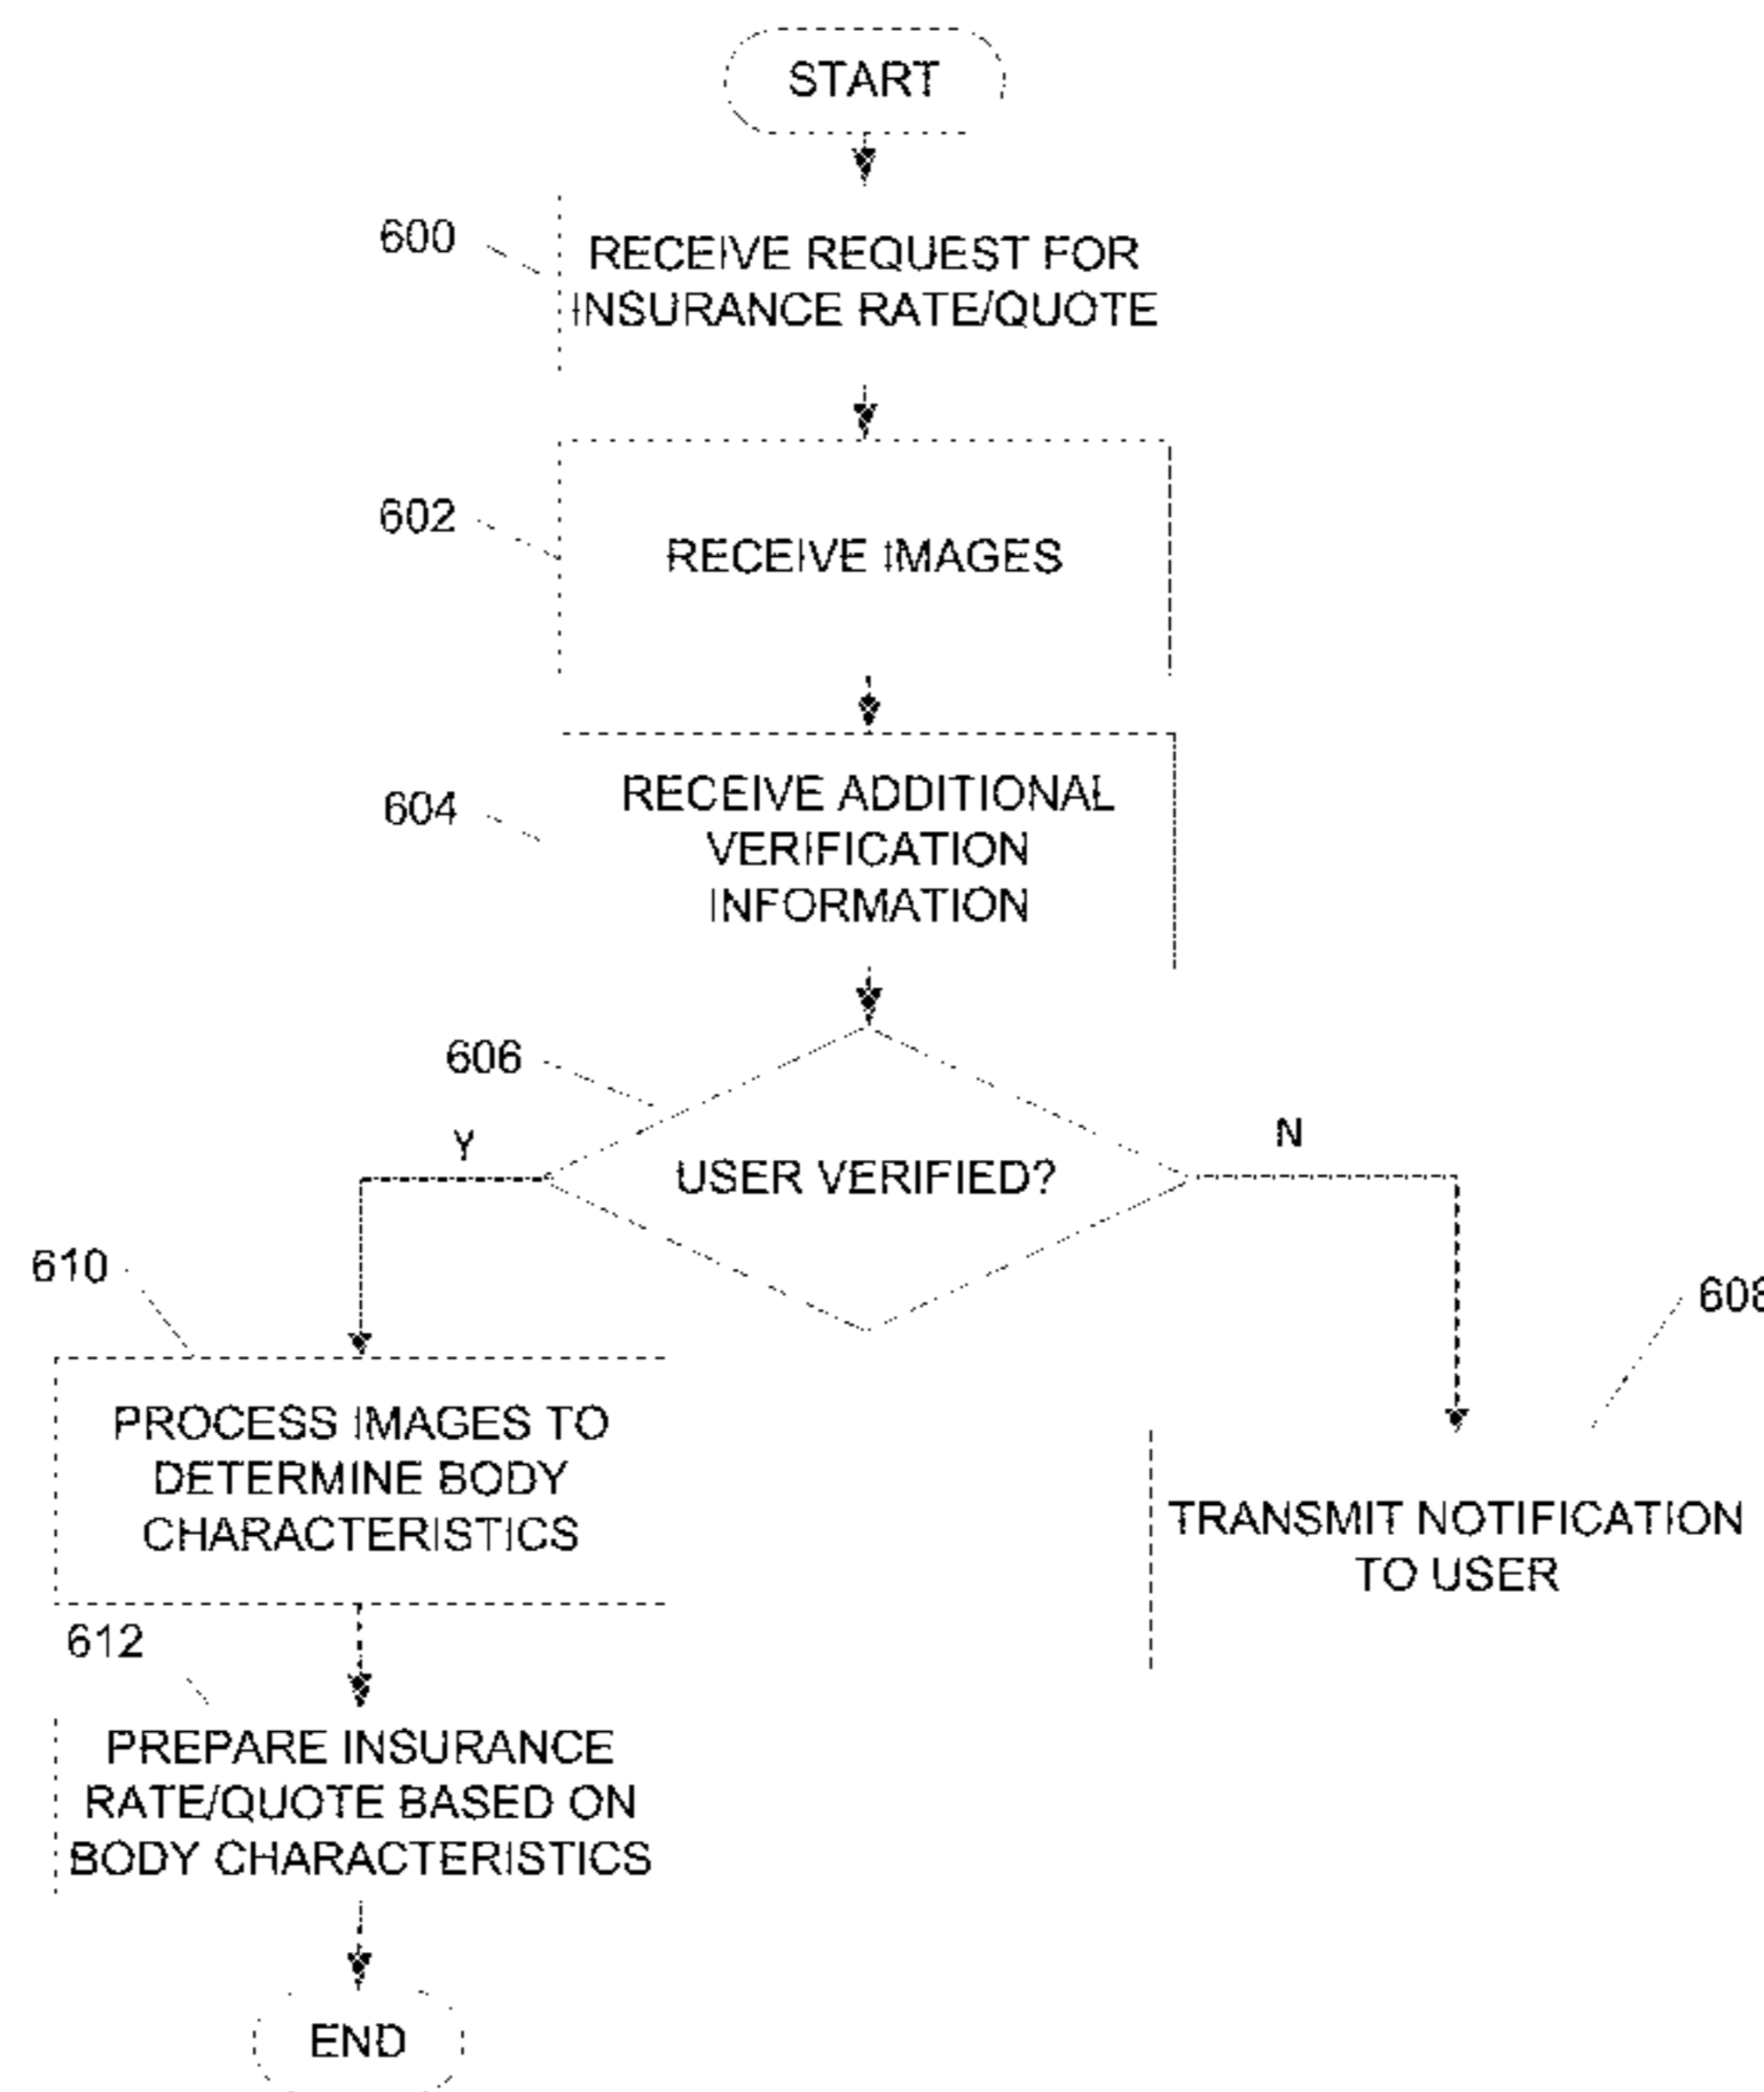 START
600
RECEIVE REQUEST FOR
INSURANCE RATE/QUOTE
602
RECEIVE IMAGES
604
RECEIVE ADDITIONAL
VERIFICATION
INFORMATION
606
Y
N
USER VERIFIED?
610
608
PROCESS IMAGES TO
DETERMINE BODY
CHARACTERISTICS
TRANSMIT NOTIFICATION
TO USER
612
PREPARE INSURANCE
RATE/QUOTE BASED ON
BODY CHARACTERISTICS
END